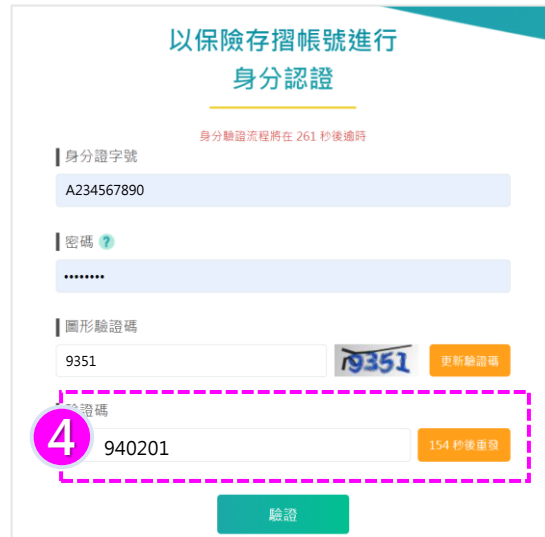 以保險存摺帳號進行
身分認證
身分驗證流程將在 261 秒後逾時
身分證字號
A234567890
密碼 ?
••••••••
圖形驗證碼
9351
9351
更新驗證碼
證碼
4
940201
154 秒後重發
驗證